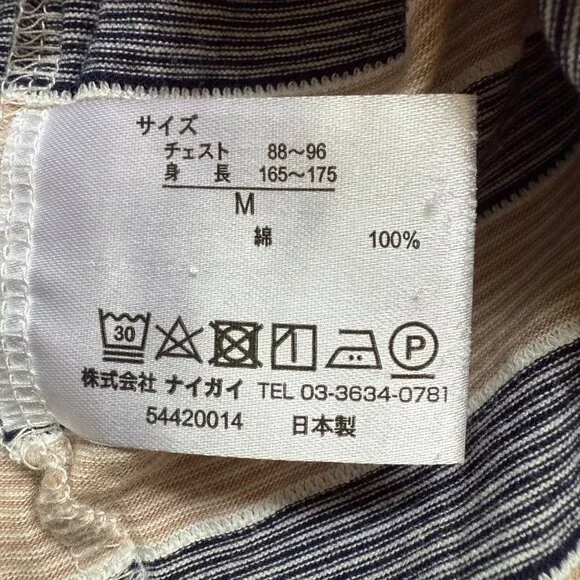 サイズ
チェスト 88～96
身 長 165～175
M
綿 100%
30 P
株式会社 ナイガイ TEL 03-3634-0781
54420014 日本製